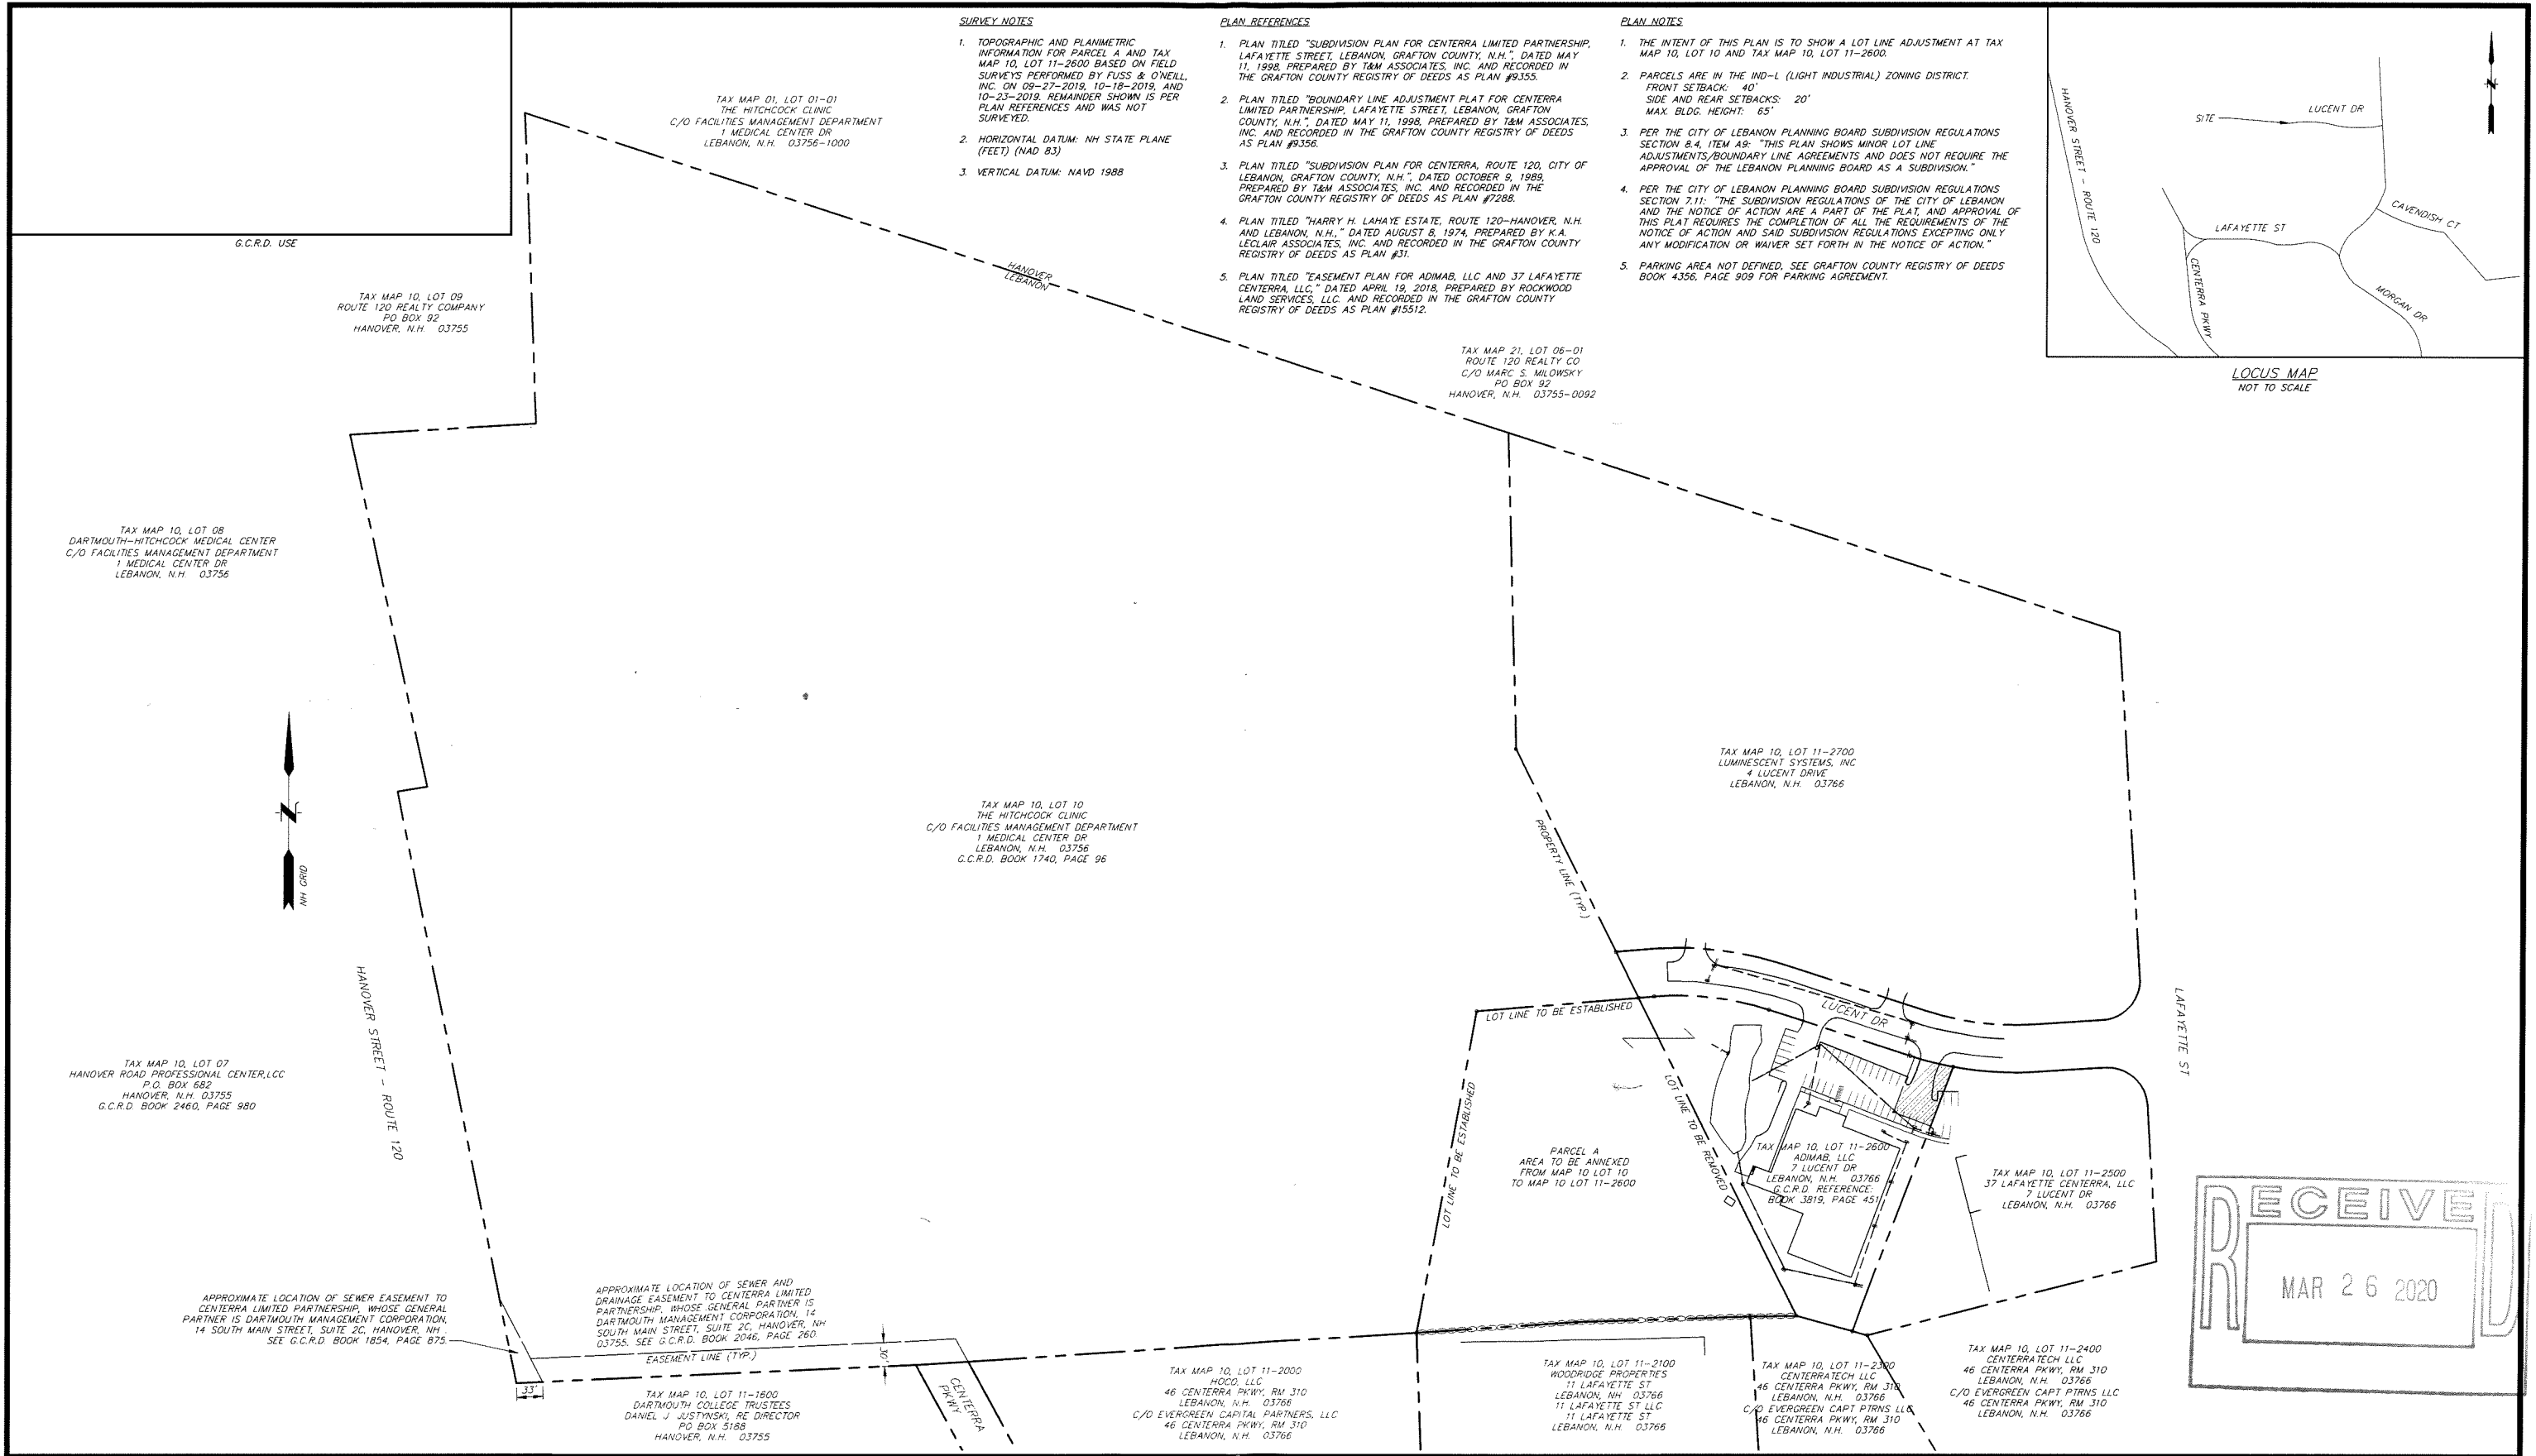 G.C.R.D. USE
SURVEY NOTES
1. TOPOGRAPHIC AND PLANIMETRIC
INFORMATION FOR PARCEL A AND TAX
MAP 10, LOT 11-2600 BASED ON FIELD
SURVEYS PERFORMED BY FUSS & O'NEILL,
INC. ON 09-27-2019, 10-18-2019, AND
10-23-2019. REMAINDER SHOWN IS PER
PLAN REFERENCES AND WAS NOT
SURVEYED.
2. HORIZONTAL DATUM: NH STATE PLANE
(FEET) (NAD 83)
3. VERTICAL DATUM: NAVD 1988
PLAN REFERENCES
1. PLAN TITLED "SUBDIVISION PLAN FOR CENTERRA LIMITED PARTNERSHIP,
LAFAYETTE STREET, LEBANON, GRAFTON COUNTY, N.H.", DATED MAY
11, 1998, PREPARED BY T&M ASSOCIATES, INC. AND RECORDED IN
THE GRAFTON COUNTY REGISTRY OF DEEDS AS PLAN #9355.
2. PLAN TITLED "BOUNDARY LINE ADJUSTMENT PLAT FOR CENTERRA
LIMITED PARTNERSHIP, LAFAYETTE STREET, LEBANON, GRAFTON
COUNTY, N.H.", DATED MAY 11, 1998, PREPARED BY T&M ASSOCIATES,
INC. AND RECORDED IN THE GRAFTON COUNTY REGISTRY OF DEEDS
AS PLAN #9356.
3. PLAN TITLED "SUBDIVISION PLAN FOR CENTERRA, ROUTE 120, CITY OF
LEBANON, GRAFTON COUNTY, N.H.", DATED OCTOBER 9, 1989,
PREPARED BY T&M ASSOCIATES, INC. AND RECORDED IN THE
GRAFTON COUNTY REGISTRY OF DEEDS AS PLAN #7288.
4. PLAN TITLED "HARRY H. LAHAYE ESTATE, ROUTE 120-HANOVER, N.H.
AND LEBANON, N.H.," DATED AUGUST 8, 1974, PREPARED BY K.A.
LECLAIR ASSOCIATES, INC. AND RECORDED IN THE GRAFTON COUNTY
REGISTRY OF DEEDS AS PLAN #31.
5. PLAN TITLED "EASEMENT PLAN FOR ADIMAB, LLC AND 37 LAFAYETTE
CENTERRA, LLC," DATED APRIL 19, 2018, PREPARED BY ROCKWOOD
LAND SERVICES, LLC. AND RECORDED IN THE GRAFTON COUNTY
REGISTRY OF DEEDS AS PLAN #15512.
PLAN NOTES
1. THE INTENT OF THIS PLAN IS TO SHOW A LOT LINE ADJUSTMENT AT TAX
MAP 10, LOT 10 AND TAX MAP 10, LOT 11-2600.
2. PARCELS ARE IN THE IND-L (LIGHT INDUSTRIAL) ZONING DISTRICT.
FRONT SETBACK: 40'
SIDE AND REAR SETBACKS: 20'
MAX. BLDG. HEIGHT: 65'
3. PER THE CITY OF LEBANON PLANNING BOARD SUBDIVISION REGULATIONS
SECTION 8.4, ITEM A9: "THIS PLAN SHOWS MINOR LOT LINE
ADJUSTMENTS/BOUNDARY LINE AGREEMENTS AND DOES NOT REQUIRE THE
APPROVAL OF THE LEBANON PLANNING BOARD AS A SUBDIVISION."
4. PER THE CITY OF LEBANON PLANNING BOARD SUBDIVISION REGULATIONS
SECTION 7.11: "THE SUBDIVISION REGULATIONS OF THE CITY OF LEBANON
AND THE NOTICE OF ACTION ARE A PART OF THE PLAT, AND APPROVAL OF
THIS PLAT REQUIRES THE COMPLETION OF ALL THE REQUIREMENTS OF THE
NOTICE OF ACTION AND SAID SUBDIVISION REGULATIONS EXCEPTING ONLY
ANY MODIFICATION OR WAIVER SET FORTH IN THE NOTICE OF ACTION."
5. PARKING AREA NOT DEFINED, SEE GRAFTON COUNTY REGISTRY OF DEEDS
BOOK 4356, PAGE 909 FOR PARKING AGREEMENT.
HANOVER STREET - ROUTE 120
SITE
LUCENT DR
N
LAFAYETTE ST
CAVENDISH CT
CENTERRA PKWY
MORGAN DR
LOCUS MAP
NOT TO SCALE
TAX MAP 01, LOT 01-01
THE HITCHCOCK CLINIC
C/O FACILITIES MANAGEMENT DEPARTMENT
1 MEDICAL CENTER DR
LEBANON, N.H. 03756-1000
HANOVER
LEBANON
TAX MAP 10, LOT 09
ROUTE 120 REALTY COMPANY
PO BOX 92
HANOVER, N.H. 03755
TAX MAP 21, LOT 06-01
ROUTE 120 REALTY CO
C/O MARC S. MILOWSKY
PO BOX 92
HANOVER, N.H. 03755-0092
TAX MAP 10, LOT 08
DARTMOUTH-HITCHCOCK MEDICAL CENTER
C/O FACILITIES MANAGEMENT DEPARTMENT
1 MEDICAL CENTER DR
LEBANON, N.H. 03756
N
NH GRID
TAX MAP 10, LOT 10
THE HITCHCOCK CLINIC
C/O FACILITIES MANAGEMENT DEPARTMENT
1 MEDICAL CENTER DR
LEBANON, N.H. 03756
G.C.R.D. BOOK 1740, PAGE 96
TAX MAP 10, LOT 11-2700
LUMINESCENT SYSTEMS, INC
4 LUCENT DRIVE
LEBANON, N.H. 03766
PROPERTY LINE (TYP.)
HANOVER STREET - ROUTE 120
TAX MAP 10, LOT 07
HANOVER ROAD PROFESSIONAL CENTER,LCC
P.O. BOX 682
HANOVER, N.H. 03755
G.C.R.D. BOOK 2460, PAGE 980
LOT LINE TO BE ESTABLISHED
LUCENT DR
LAFAYETTE ST
LOT LINE TO BE ESTABLISHED
LOT LINE TO BE REMOVED
PARCEL A
AREA TO BE ANNEXED
FROM MAP 10 LOT 10
TO MAP 10 LOT 11-2600
TAX MAP 10, LOT 11-2600
ADIMAB, LLC
7 LUCENT DR
LEBANON, N.H. 03766
G.C.R.D. REFERENCE:
BOOK 3819, PAGE 451
TAX MAP 10, LOT 11-2500
37 LAFAYETTE CENTERRA, LLC
7 LUCENT DR
LEBANON, N.H. 03766
RECEIVED
MAR 26 2020
APPROXIMATE LOCATION OF SEWER EASEMENT TO
CENTERRA LIMITED PARTNERSHIP, WHOSE GENERAL
PARTNER IS DARTMOUTH MANAGEMENT CORPORATION,
14 SOUTH MAIN STREET, SUITE 2C, HANOVER, NH.
SEE G.C.R.D. BOOK 1854, PAGE 875.
APPROXIMATE LOCATION OF SEWER AND
DRAINAGE EASEMENT TO CENTERRA LIMITED
PARTNERSHIP, WHOSE GENERAL PARTNER IS
DARTMOUTH MANAGEMENT CORPORATION, 14
SOUTH MAIN STREET, SUITE 2C, HANOVER, NH
03755. SEE G.C.R.D. BOOK 2046, PAGE 260.
EASEMENT LINE (TYP.)
30'
33'
CENTERRA
PKWY
TAX MAP 10, LOT 11-1600
DARTMOUTH COLLEGE TRUSTEES
DANIEL J JUSTYNSKI, RE DIRECTOR
PO BOX 5188
HANOVER, N.H. 03755
TAX MAP 10, LOT 11-2000
HOCO, LLC
46 CENTERRA PKWY, RM 310
LEBANON, N.H. 03766
C/O EVERGREEN CAPITAL PARTNERS, LLC
46 CENTERRA PKWY, RM 310
LEBANON, N.H. 03766
TAX MAP 10, LOT 11-2100
WOODRIDGE PROPERTIES
11 LAFAYETTE ST
LEBANON, NH 03766
11 LAFAYETTE ST LLC
11 LAFAYETTE ST
LEBANON, N.H. 03766
TAX MAP 10, LOT 11-2300
CENTERRATECH LLC
46 CENTERRA PKWY, RM 310
LEBANON, N.H. 03766
C/O EVERGREEN CAPT PTRNS LLC
46 CENTERRA PKWY, RM 310
LEBANON, N.H. 03766
TAX MAP 10, LOT 11-2400
CENTERRATECH LLC
46 CENTERRA PKWY, RM 310
LEBANON, N.H. 03766
C/O EVERGREEN CAPT PTRNS LLC
46 CENTERRA PKWY, RM 310
LEBANON, N.H. 03766